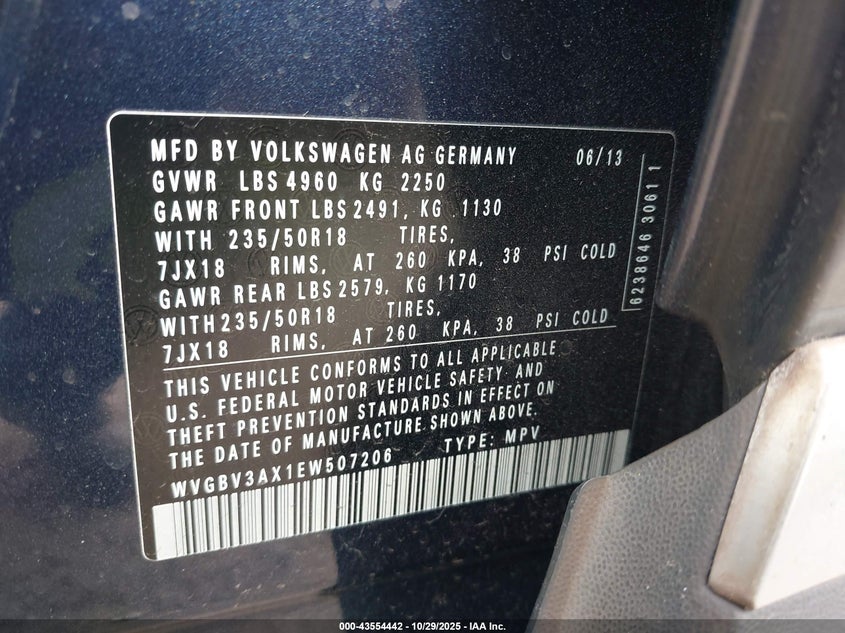 MFD BY VOLKSWAGEN AG GERMANY 06/13
GVWR LBS 4960 KG 2250
GAWR FRONT LBS 2491, KG 1130
WITH 235/50R18 TIRES,
7JX18 RIMS, AT 260 KPA, 38 PSI COLD
GAWR REAR LBS 2579, KG 1170
WITH 235/50R18 TIRES,
7JX18 RIMS, AT 260 KPA, 38 PSI COLD
THIS VEHICLE CONFORMS TO ALL APPLICABLE
U.S. FEDERAL MOTOR VEHICLE SAFETY AND
THEFT PREVENTION STANDARDS IN EFFECT ON
THE DATE OF MANUFACTURE SHOWN ABOVE.
WVGBV3AX1EW507206 TYPE: MPV
6238646 3061 1
000-43554442 - 10/29/2025 - IAA Inc.